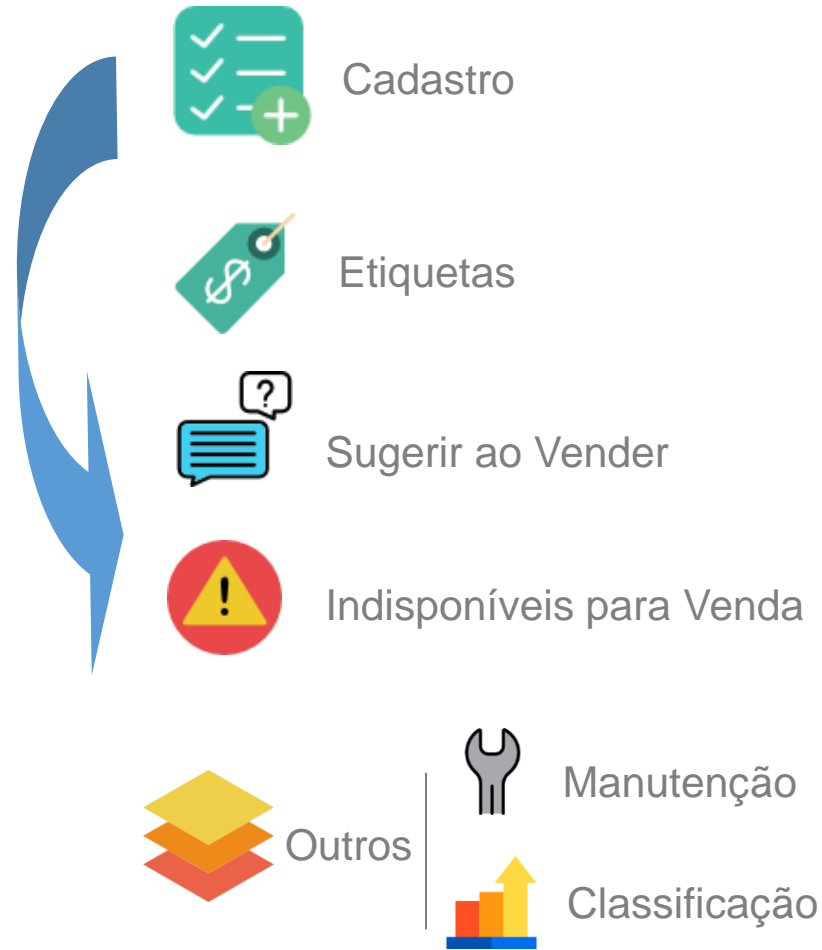 Cadastro
$
Etiquetas
?
Sugerir ao Vender
!
Indisponíveis para Venda
Manutenção
Outros
Classificação